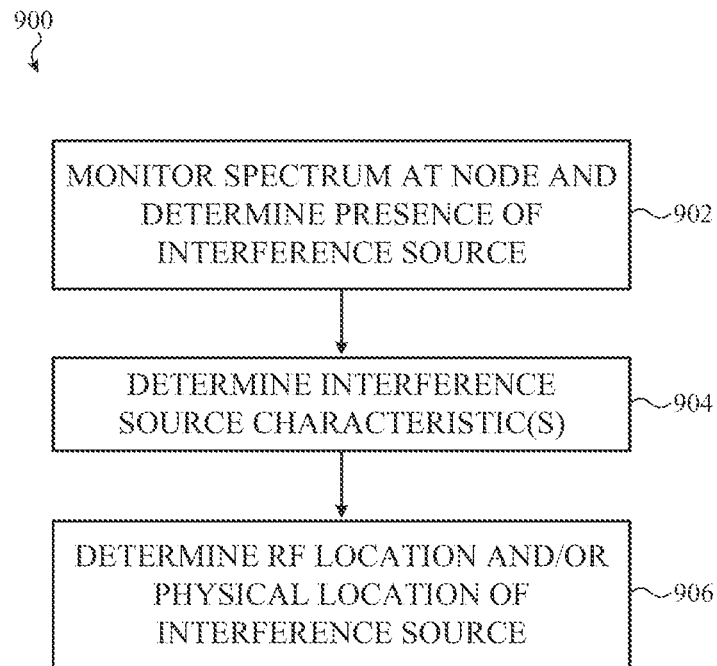 900
MONITOR SPECTRUM AT NODE AND
DETERMINE PRESENCE OF
INTERFERENCE SOURCE
902
DETERMINE INTERFERENCE
SOURCE CHARACTERISTIC(S)
904
DETERMINE RF LOCATION AND/OR
PHYSICAL LOCATION OF
INTERFERENCE SOURCE
906